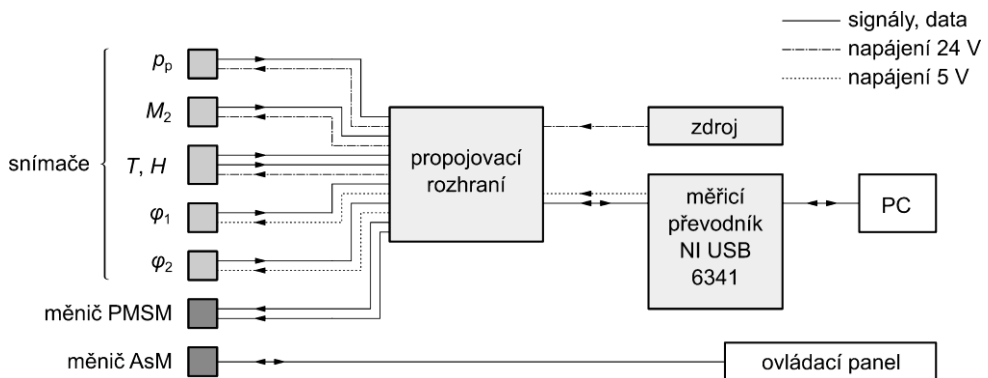 signály, data
napájení 24 V
napájení 5 V
snímače
pₚ
M₂
T, H
φ₁
φ₂
měnič PMSM
měnič AsM
propojovací
rozhraní
zdroj
měřicí
převodník
NI USB
6341
PC
ovládací panel